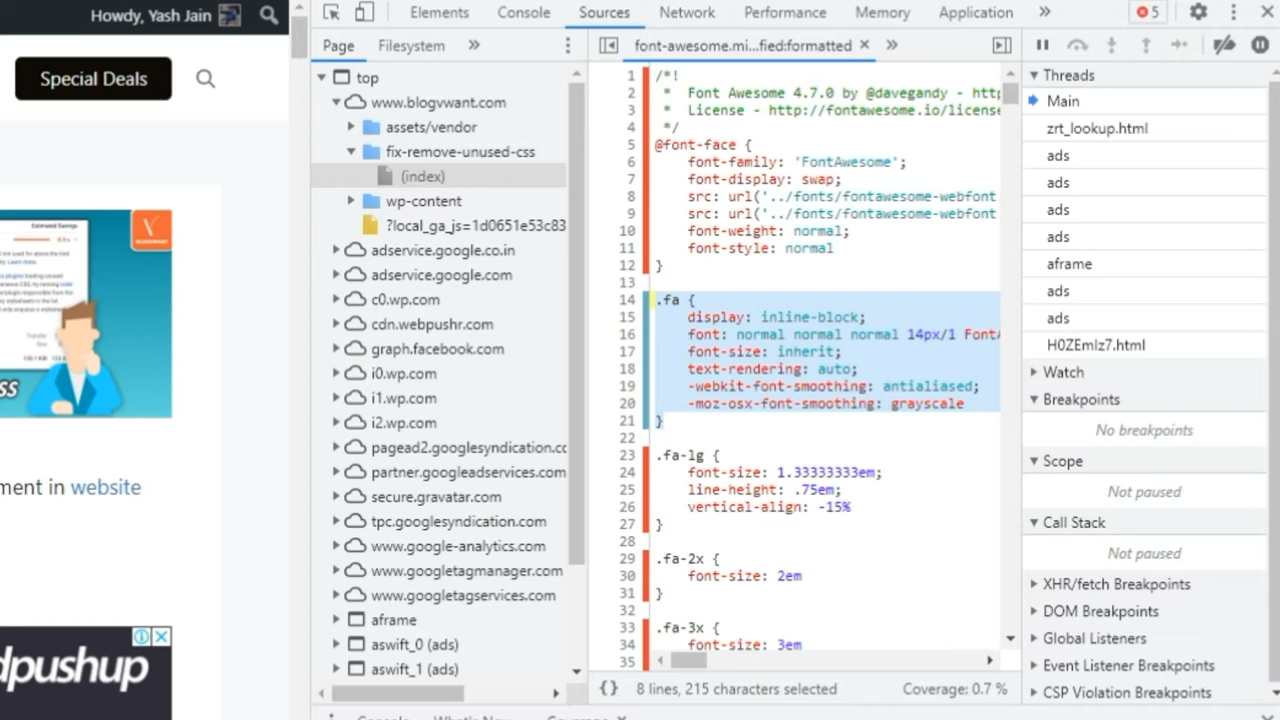 Howdy, Yash Jain
Special Deals
ment in website
dpushup
Elements Console Sources Network Performance Memory Application » 5
Page Filesystem »
top
www.blogvwant.com
assets/vendor
fix-remove-unused-css
(index)
wp-content
?local_ga_js=1d0651e53c83
adservice.google.co.in
adservice.google.com
c0.wp.com
cdn.webpushr.com
graph.facebook.com
i0.wp.com
i1.wp.com
i2.wp.com
pagead2.googlesyndication.cc
partner.googleadservices.com
secure.gravatar.com
tpc.googlesyndication.com
www.google-analytics.com
www.googletagmanager.com
www.googletagservices.com
aframe
aswift_0 (ads)
aswift_1 (ads)
font-awesome.mi...fied:formatted × »
1 /*!
2 * Font Awesome 4.7.0 by @davegandy - http
3 * License - http://fontawesome.io/license
4 */
5 @font-face {
6 font-family: 'FontAwesome';
7 font-display: swap;
8 src: url('../fonts/fontawesome-webfont
9 src: url('../fonts/fontawesome-webfont
10 font-weight: normal;
11 font-style: normal
12 }
13
14 .fa {
15 display: inline-block;
16 font: normal normal normal 14px/1 FontA
17 font-size: inherit;
18 text-rendering: auto;
19 -webkit-font-smoothing: antialiased;
20 -moz-osx-font-smoothing: grayscale
21 }
22
23 .fa-lg {
24 font-size: 1.33333333em;
25 line-height: .75em;
26 vertical-align: -15%
27 }
28
29 .fa-2x {
30 font-size: 2em
31 }
32
33 .fa-3x {
34 font-size: 3em
35
{} 8 lines, 215 characters selected Coverage: 0.7 %
Threads
Main
zrt_lookup.html
ads
ads
ads
ads
aframe
ads
ads
Watch
Breakpoints
No breakpoints
Scope
Not paused
Call Stack
Not paused
XHR/fetch Breakpoints
DOM Breakpoints
Global Listeners
Event Listener Breakpoints
CSP Violation Breakpoints
Console What's New Coverage ×